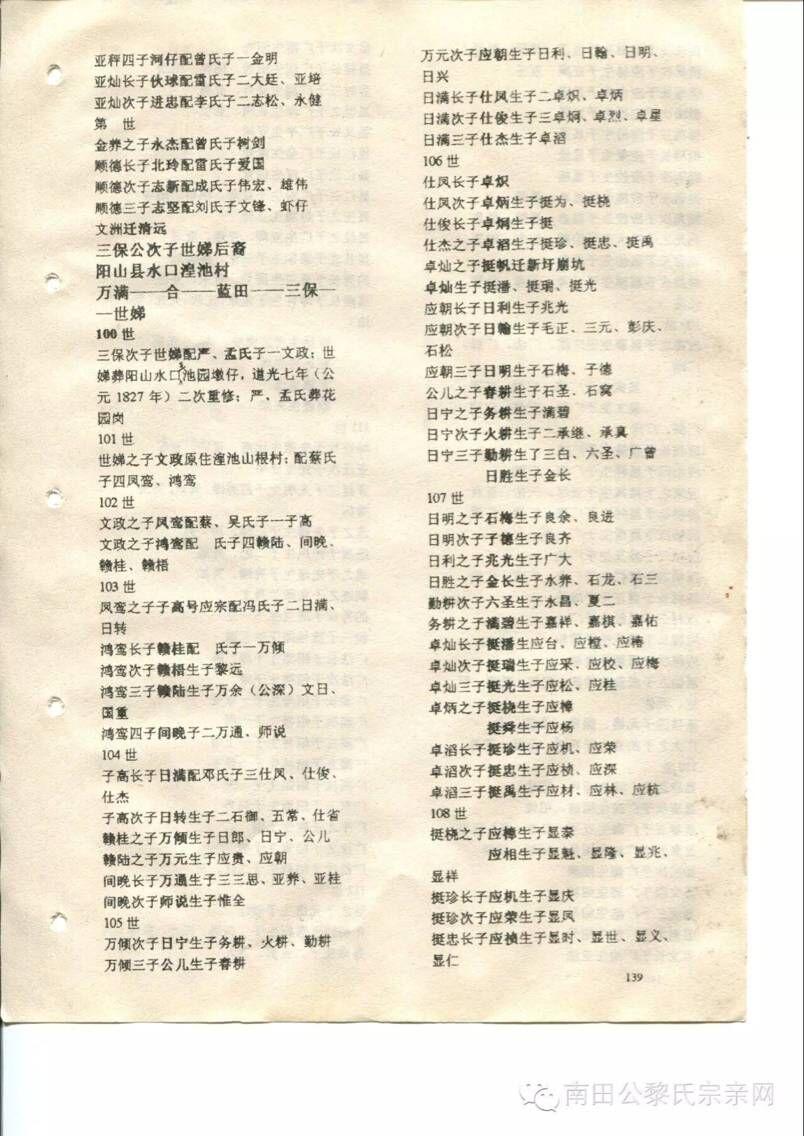 亚秤四子河仔配曾氏子一金明
亚灿长子伙球配雷氏子二大廷、亚培
亚灿次子进忠配李氏子二志松、永健
第　世
金养之子永杰配曾氏子树剑
顺德长子北玲配雷氏子爱国
顺德次子志新配成氏子伟宏、雄伟
顺德三子志坚配刘氏子文锋、虾仔
文洲迁清远
三保公次子世娣后裔
阳山县水口湟池村
万满——合——蓝田——三保—
—世娣
100世
三保次子世娣配严、孟氏子一文政；世
娣葬阳山水口池园墩仔，道光七年（公
元1827年）二次重修；严、孟氏葬花
园岗
101世
世娣之子文政原住湟池山根村；配蔡氏
子四凤鸾、鸿鸾
102世
文政之子凤鸾配蔡、吴氏子一子高
文政之子鸿鸾配　氏子四赣陆、间晚、
赣桂、赣梧
103世
凤鸾之子子高号应宗配冯氏子二日满、
日转
鸿鸾长子赣桂配　氏子一万倾
鸿鸾次子赣梧生子黎远
鸿鸾三子赣陆生子万余（公深）文日、
国重
鸿鸾四子间晚子二万通、师说
104世
子高长子日满配邓氏子三仕凤、仕俊、
仕杰
子高次子日转生子二石御、五常、仕省
赣桂之子万倾生子日郎、日宁、公儿
赣陆之子万元生子应贵、应朝
间晚长子万通生子三三思、亚养、亚桂
间晚次子师说生子惟全
105世
万倾次子日宁生子务耕、火耕、勤耕
万倾三子公儿生子春耕
万元次子应朝生子日利、日翰、日明、
日兴
日满长子仕凤生子二卓炽、卓炳
日满次子仕俊生子三卓炯、卓烈、卓星
日满三子仕杰生子卓滔
106世
仕凤长子卓炽
仕凤次子卓炳生子挺为、挺桡
仕俊长子卓炯生子挺
仕杰之子卓滔生子挺珍、挺忠、挺禹
卓灿之子挺帆迁新圩崩坑
卓灿生子挺潘、挺瑞、挺光
应朝长子日利生子兆光
应朝次子日翰生子毛正、三元、彭庆、
石松
应朝三子日明生子石梅、子德
公儿之子春耕生子石圣、石窝
日宁之子务耕生子满碧
日宁次子火耕生子二承继、承真
日宁三子勤耕生了三白、六圣、广曾
日胜生子金长
107世
日明之子石梅生子良余、良进
日明次子子德生子良齐
日利之子兆光生子广大
日胜之子金长生子水养、石龙、石三
勤耕次子六圣生子永昌、夏二
务耕之子满碧生子嘉祥、嘉棋、嘉佑
卓灿长子挺潘生应台、应樘、应椿
卓灿次子挺瑞生子应采、应校、应梅
卓灿三子挺光生子应松、应桂
卓炳之子挺桡生子应樟
挺舜生子应杨
卓滔长子挺珍生子应机、应荣
卓滔次子挺忠生子应桢、应深
卓滔三子挺禹生子应材、应林、应杭
108世
挺桡之子应樟生子显泰
应相生子显魁、显隆、显兆、
显祥
挺珍长子应机生子显庆
挺珍次子应荣生子显凤
挺忠长子应桢生子显时、显世、显义、
显仁
139
南田公黎氏宗亲网